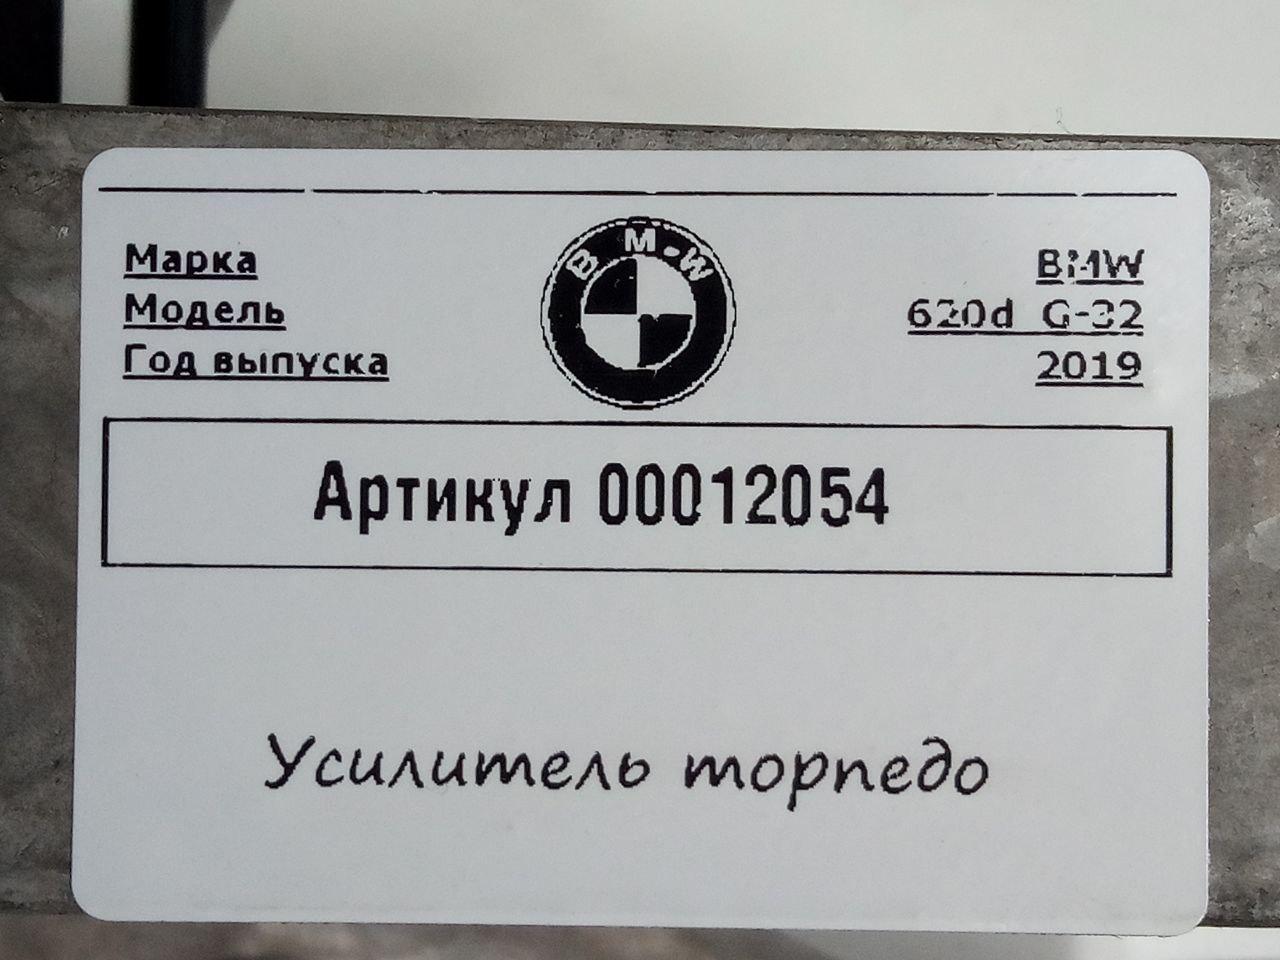 Марка BMW
Модель 620d G-32
Год выпуска 2019
B M W
Артикул 00012054
Усилитель торпедо